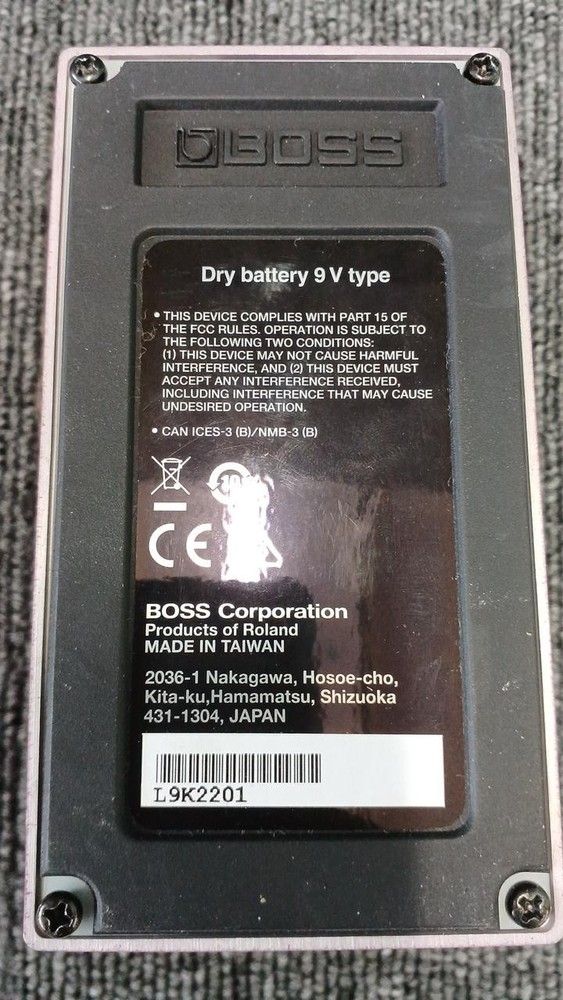 BOSS
Dry battery 9 V type
• THIS DEVICE COMPLIES WITH PART 15 OF
THE FCC RULES. OPERATION IS SUBJECT TO
THE FOLLOWING TWO CONDITIONS:
(1) THIS DEVICE MAY NOT CAUSE HARMFUL
INTERFERENCE, AND (2) THIS DEVICE MUST
ACCEPT ANY INTERFERENCE RECEIVED,
INCLUDING INTERFERENCE THAT MAY CAUSE
UNDESIRED OPERATION.
• CAN ICES-3 (B)/NMB-3 (B)
CE
BOSS Corporation
Products of Roland
MADE IN TAIWAN
2036-1 Nakagawa, Hosoe-cho,
Kita-ku,Hamamatsu, Shizuoka
431-1304, JAPAN
L9K2201